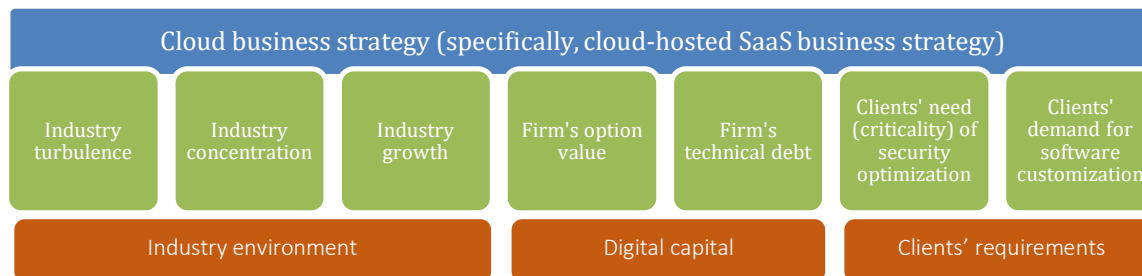 Cloud business strategy (specifically, cloud-hosted SaaS business strategy)
Industry
turbulence
Industry
concentration
Industry
growth
Firm's option
value
Firm's
technical debt
Clients' need
(criticality) of
security
optimization
Clients'
demand for
software
customization
Industry environment
Digital capital
Clients’ requirements